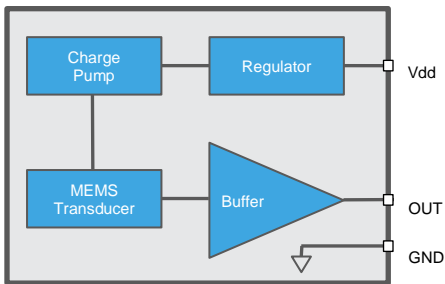 Charge
Pump
Regulator
Vdd
MEMS
Transducer
Buffer
OUT
GND